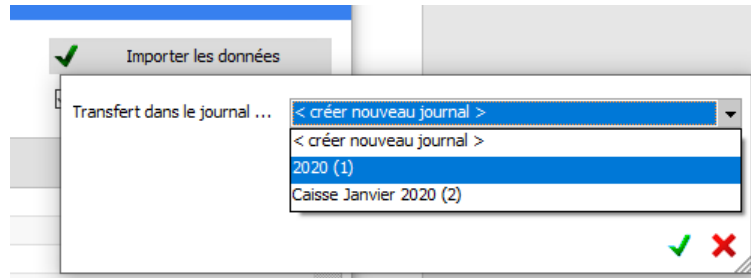 Importer les données
Transfert dans le journal ...
< créer nouveau journal >
< créer nouveau journal >
2020 (1)
Caisse Janvier 2020 (2)